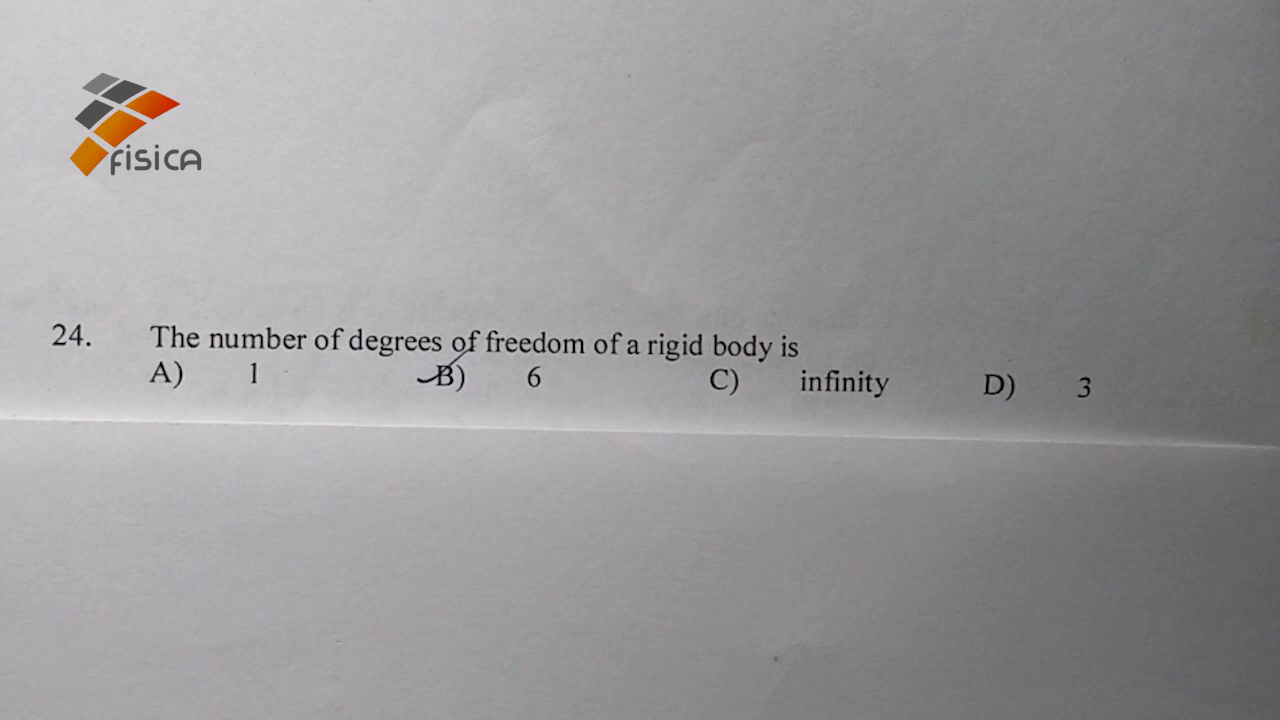 fisica
24. The number of degrees of freedom of a rigid body is
A) 1 B) 6 C) infinity D) 3